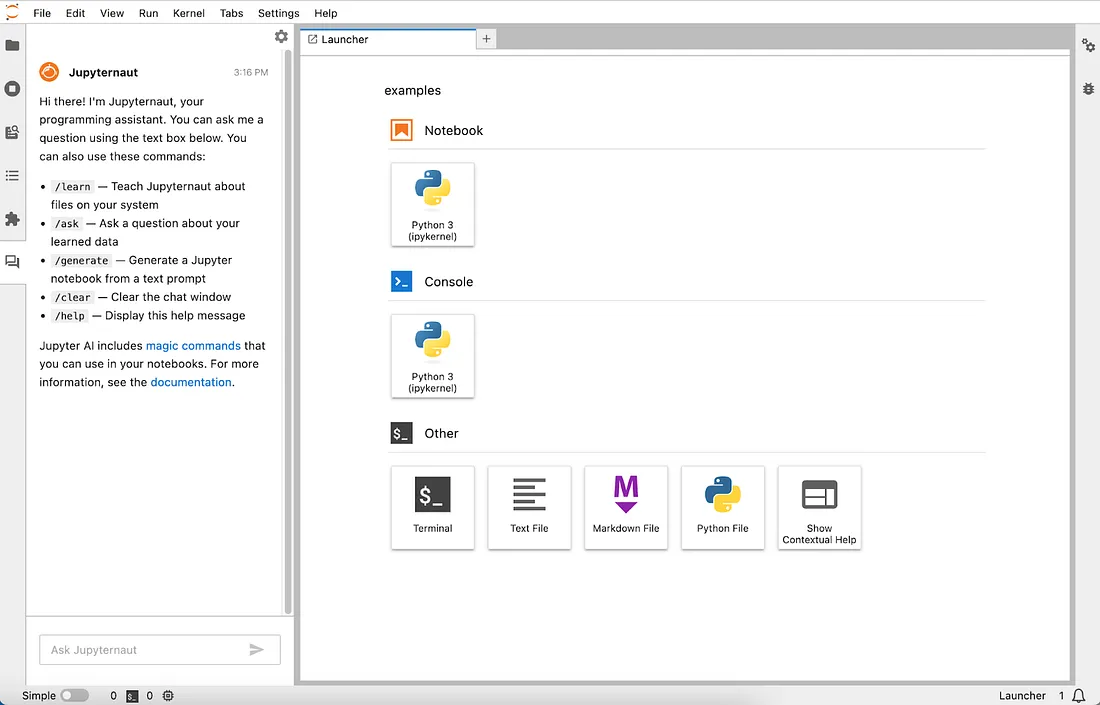 File Edit View Run Kernel Tabs Settings Help
Jupyternaut 3:16 PM
Hi there! I'm Jupyternaut, your
programming assistant. You can ask me a
question using the text box below. You
can also use these commands:
• /learn — Teach Jupyternaut about
files on your system
• /ask — Ask a question about your
learned data
• /generate — Generate a Jupyter
notebook from a text prompt
• /clear — Clear the chat window
• /help — Display this help message
Jupyter AI includes magic commands that
you can use in your notebooks. For more
information, see the documentation.
Ask Jupyternaut
Launcher
+
examples
Notebook
Python 3
(ipykernel)
>_ Console
Python 3
(ipykernel)
$_ Other
$_
Terminal
Text File
M
Markdown File
Python File
Show
Contextual Help
Simple 0 $_ 0
Launcher 1